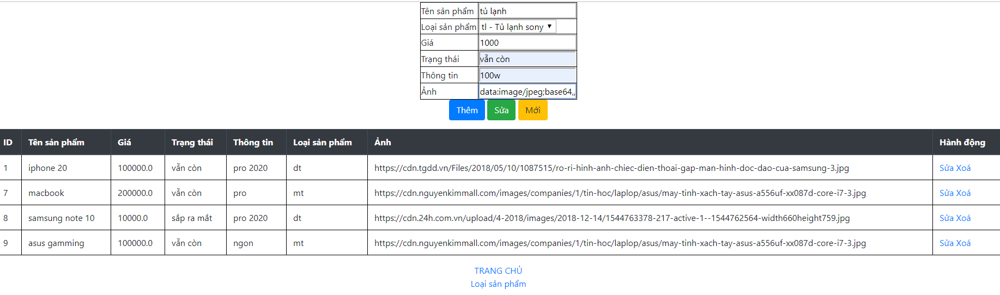 Tên sản phẩm tủ lạnh
Loại sản phẩm tl - Tủ lạnh sony
Giá 1000
Trạng thái vẫn còn
Thông tin 100w
Ảnh data:image/jpeg;base64,,
Thêm Sửa Mới
ID Tên sản phẩm Giá Trạng thái Thông tin Loại sản phẩm Ảnh Hành động
1 iphone 20 100000.0 vẫn còn pro 2020 dt https://cdn.tgdd.vn/Files/2018/05/10/1087515/ro-ri-hinh-anh-chiec-dien-thoai-gap-man-hinh-doc-dao-cua-samsung-3.jpg Sửa Xoá
7 macbook 200000.0 vẫn còn pro mt https://cdn.nguyenkimmall.com/images/companies/1/tin-hoc/laplop/asus/may-tinh-xach-tay-asus-a556uf-xx087d-core-i7-3.jpg Sửa Xoá
8 samsung note 10 10000.0 sắp ra mắt pro 2020 dt https://cdn.24h.com.vn/upload/4-2018/images/2018-12-14/1544763378-217-active-1--1544762564-width660height759.jpg Sửa Xoá
9 asus gamming 100000.0 vẫn còn ngon mt https://cdn.nguyenkimmall.com/images/companies/1/tin-hoc/laplop/asus/may-tinh-xach-tay-asus-a556uf-xx087d-core-i7-3.jpg Sửa Xoá
TRANG CHỦ
Loại sản phẩm